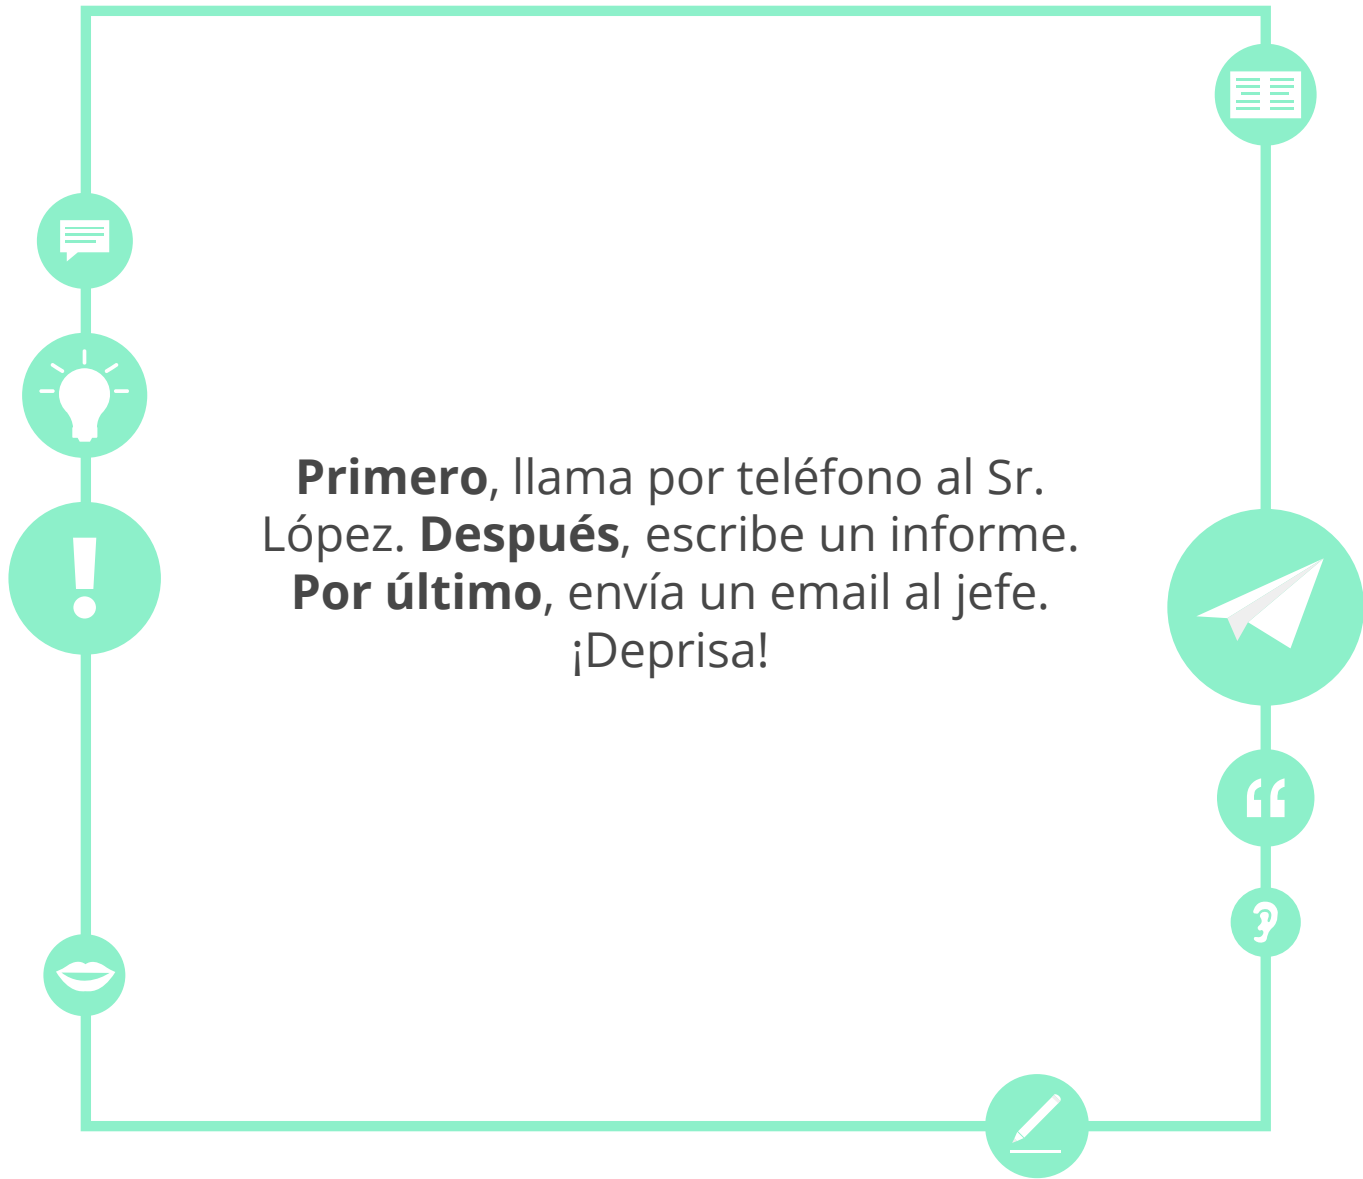 Primero, llama por teléfono al Sr.
López. Después, escribe un informe.
Por último, envía un email al jefe.
¡Deprisa!